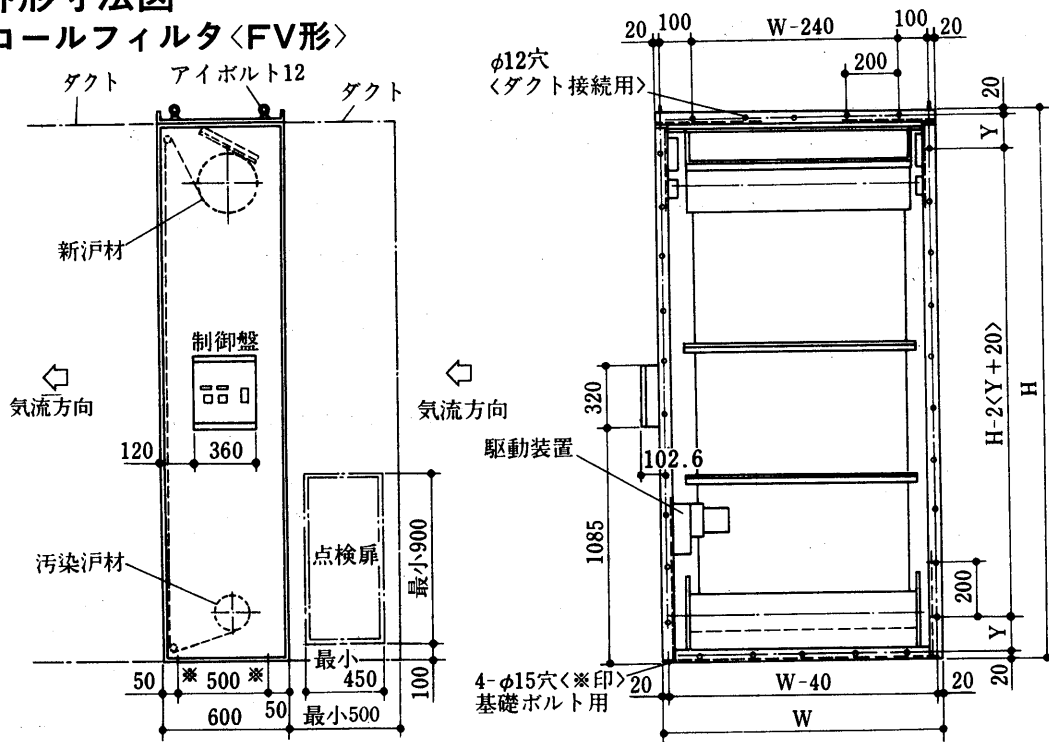 外形寸法図
ロールフィルタ〈FV形〉
ダクト
アイボルト12
ダクト
新沪材
制御盤
気流方向
気流方向
120
360
汚染沪材
点検扉
最小900
最小
450
100
50
※
500
※
50
600
最小500
20
100
W-240
100
20
φ12穴
〈ダクト接続用〉
200
20
Y
H-2〈Y+20〉
H
320
駆動装置
102.6
1085
200
Y
20
4-φ15穴〈※印〉
基礎ボルト用
20
W-40
20
W